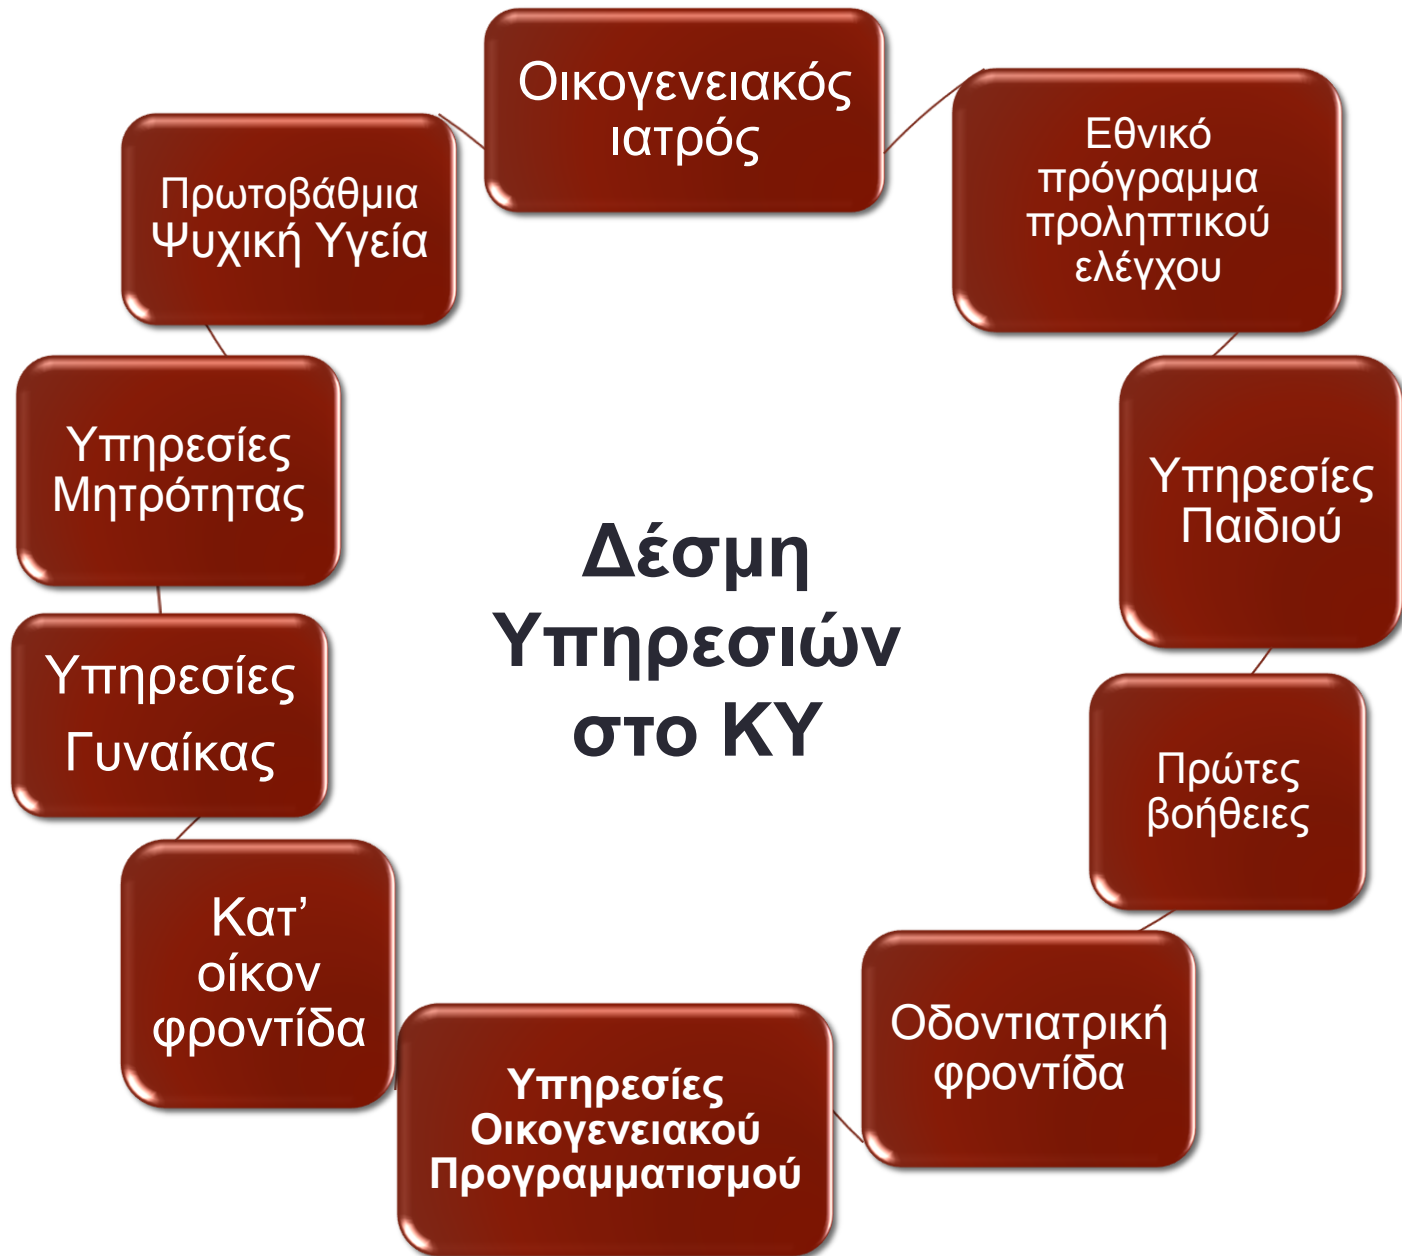 Οικογενειακός
ιατρός
Εθνικό
πρόγραμμα
προληπτικού
ελέγχου
Υπηρεσίες
Παιδιού
Πρώτες
βοήθειες
Οδοντιατρική
φροντίδα
Υπηρεσίες
Οικογενειακού
Προγραμματισμού
Κατ’
οίκον
φροντίδα
Υπηρεσίες
Γυναίκας
Υπηρεσίες
Μητρότητας
Πρωτοβάθμια
Ψυχική Υγεία
Δέσμη
Υπηρεσιών
στο ΚΥ